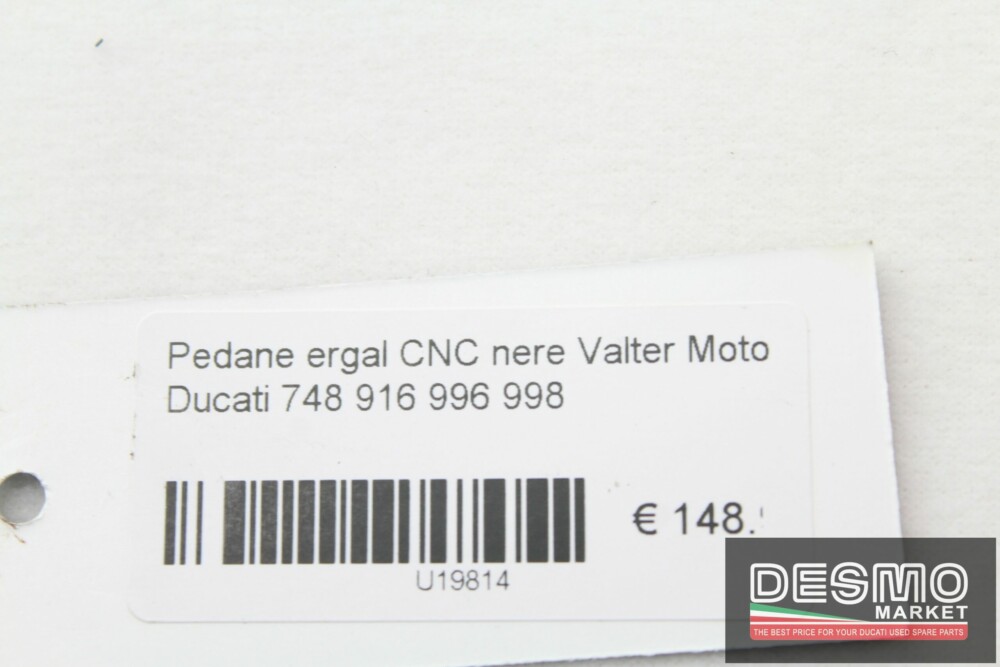 Pedane ergal CNC nere Valter Moto
Ducati 748 916 996 998
€ 148.
U19814
DESMO
MARKET
THE BEST PRICE FOR YOUR DUCATI USED SPARE PARTS